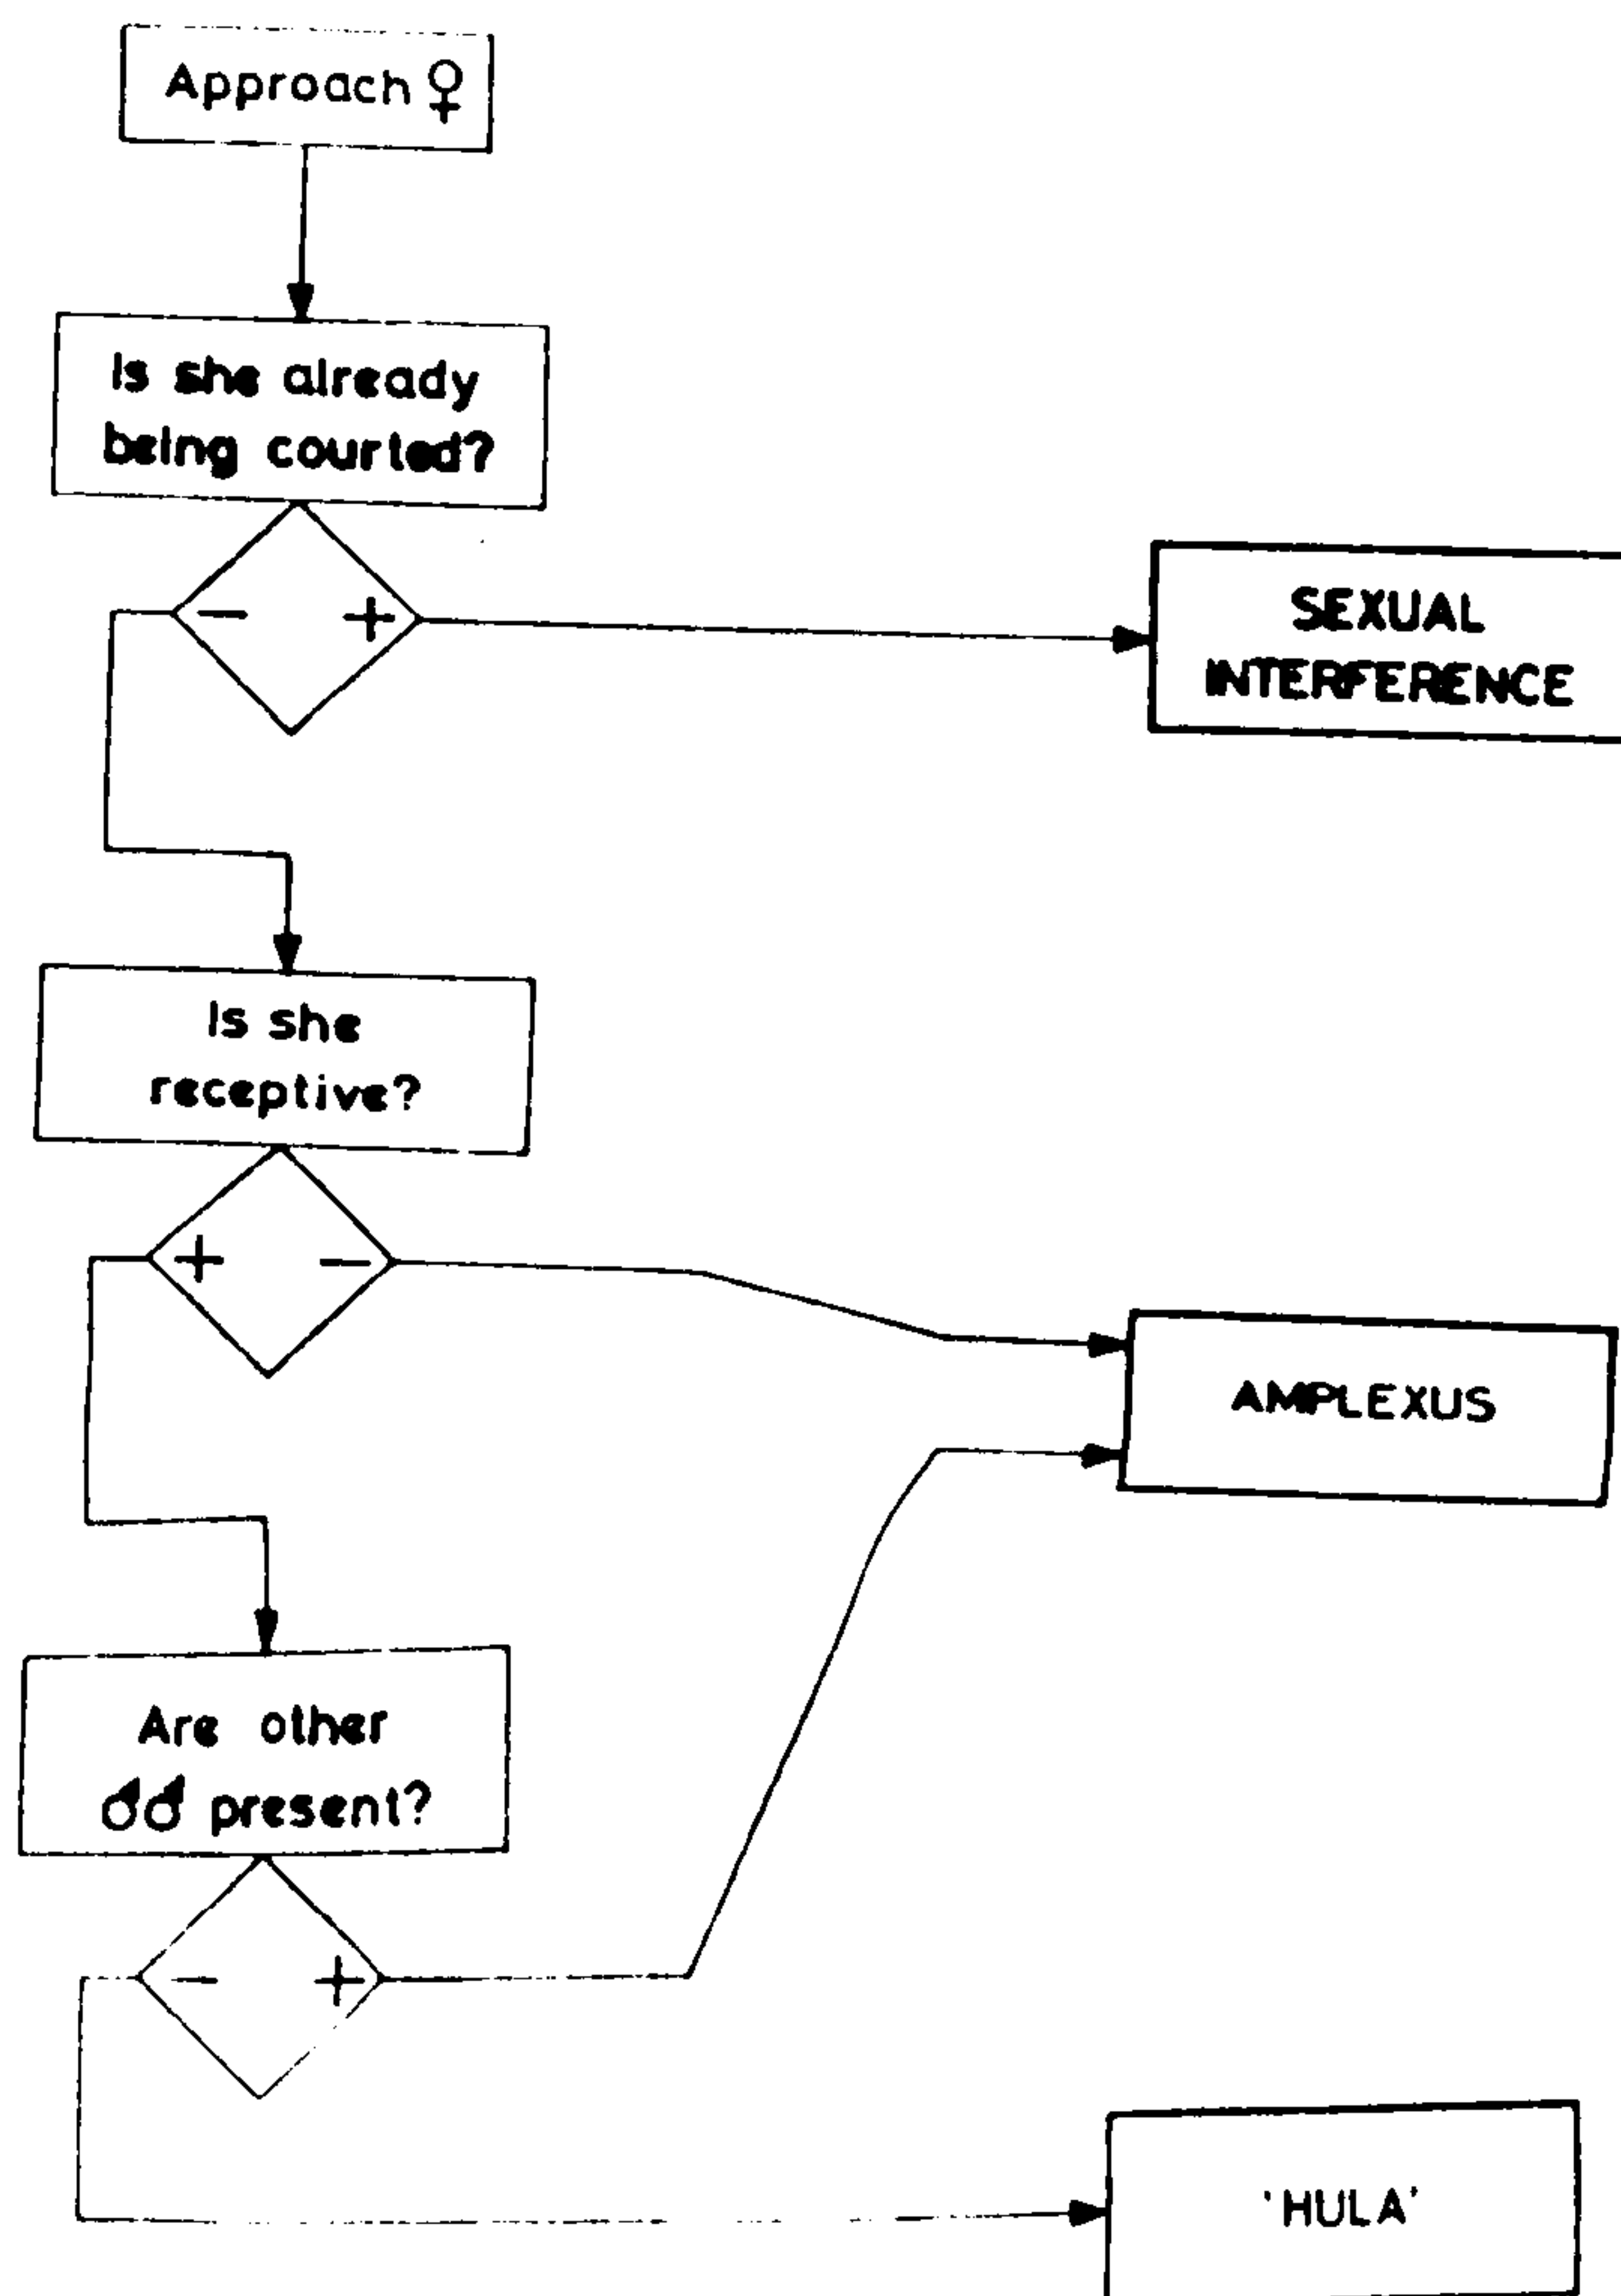 Approach ♀
Is she already
being courted?
− +
SEXUAL
INTERFERENCE
Is she
receptive?
+ −
AMPLEXUS
Are other
♂♂ present?
− +
'HULA'